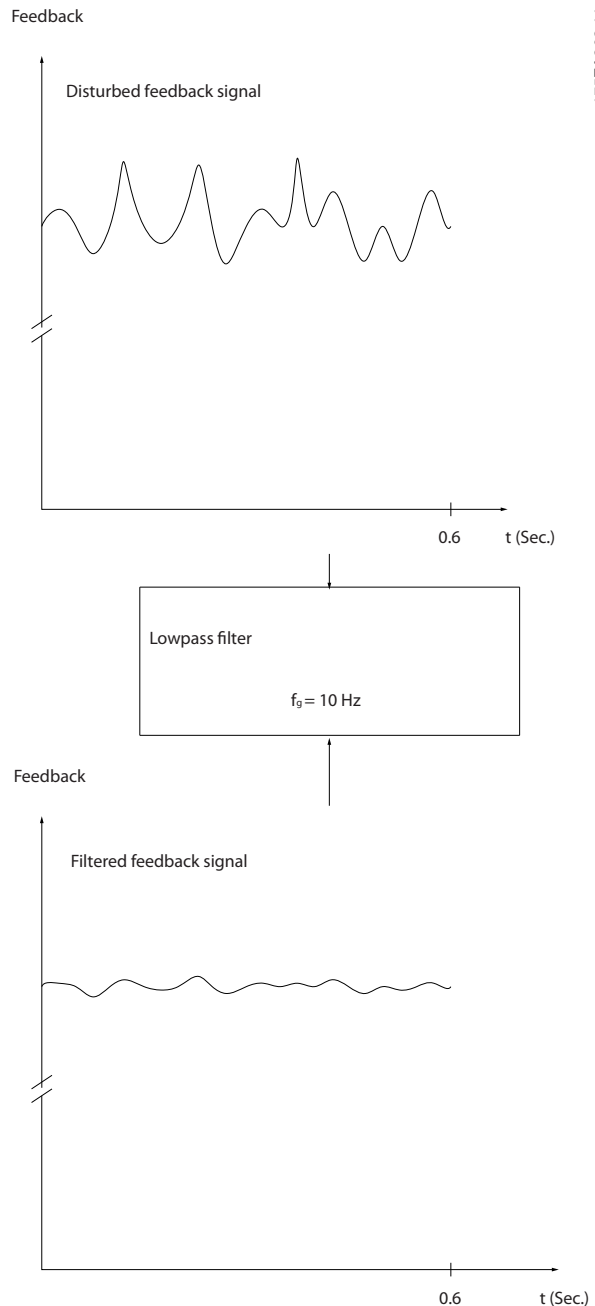 Feedback
Disturbed feedback signal
0.6
t (Sec.)
Lowpass filter
fg = 10 Hz
Feedback
Filtered feedback signal
0.6
t (Sec.)